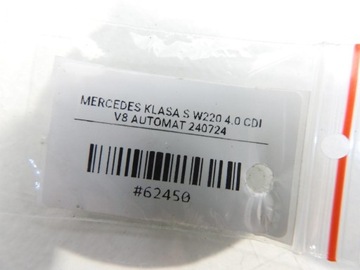 MERCEDES KLASA S W220 4.0 CDI
V8 AUTOMAT 240724
#62450